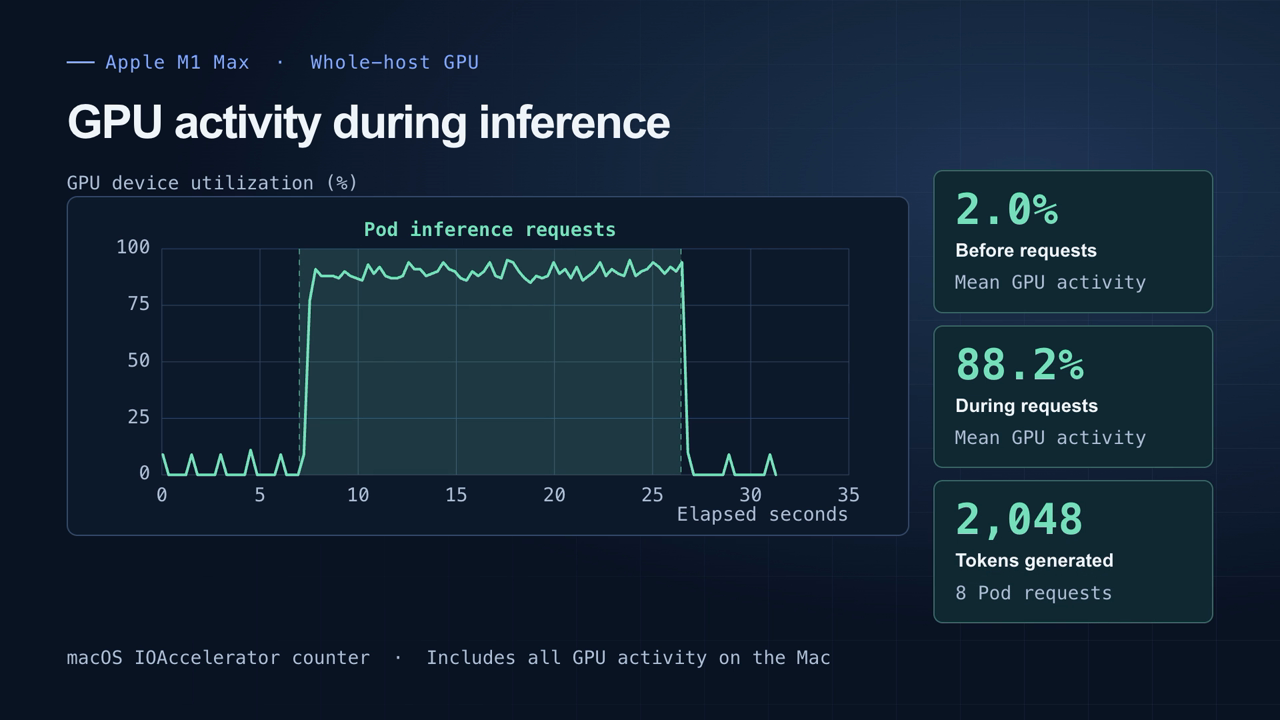 Apple M1 Max · Whole-host GPU
GPU activity during inference
GPU device utilization (%)
Pod inference requests
100
75
50
25
0
0 5 10 15 20 25 30 35
Elapsed seconds
2.0%
Before requests
Mean GPU activity
88.2%
During requests
Mean GPU activity
2,048
Tokens generated
8 Pod requests
macOS IOAccelerator counter · Includes all GPU activity on the Mac